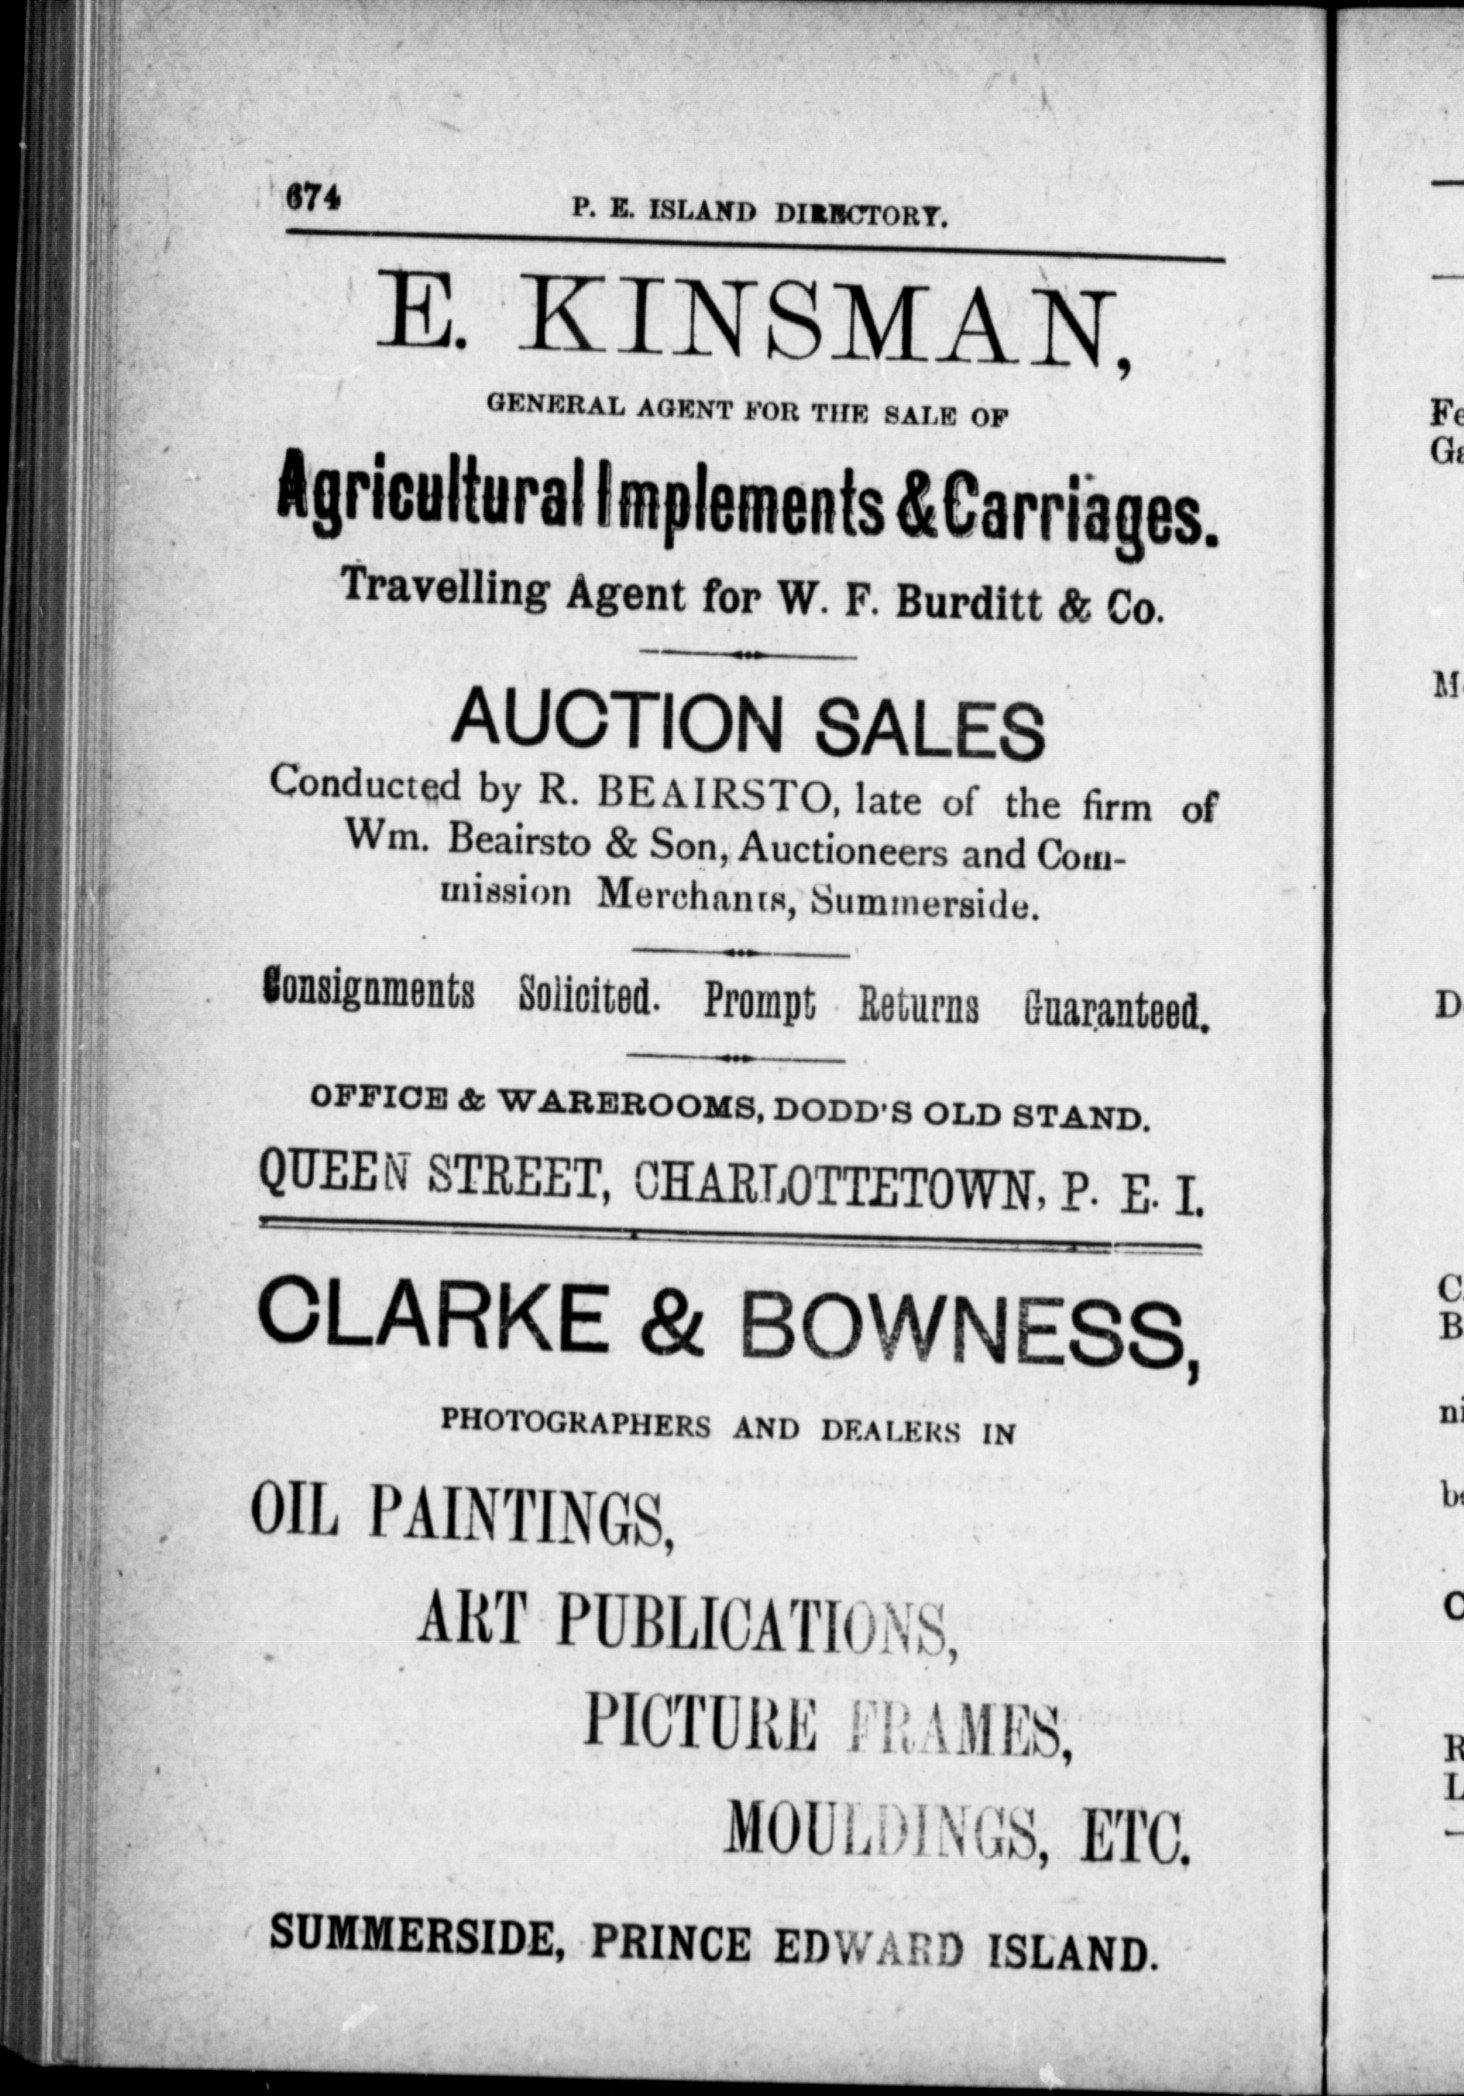 674
P. E. ISLAND DIRECTORY.
E. KINSMAN,
GENERAL AGENT FOR THE SALE OF
Agricultural Implements & Carriages.
Travelling Agent for W. F. Burditt & Co.
AUCTION SALES
Conducted by R. BEAIRSTO, late of the firm of
Wm. Beairsto & Son, Auctioneers and Com-
mission Merchants, Summerside.
Consignments Solicited. Prompt Returns Guaranteed.
OFFICE & WAREROOMS, DODD'S OLD STAND.
QUEEN STREET, CHARLOTTETOWN, P. E. I.
CLARKE & BOWNESS,
PHOTOGRAPHERS AND DEALERS IN
OIL PAINTINGS,
ART PUBLICATIONS,
PICTURE FRAMES,
MOULDINGS, ETC.
SUMMERSIDE, PRINCE EDWARD ISLAND.